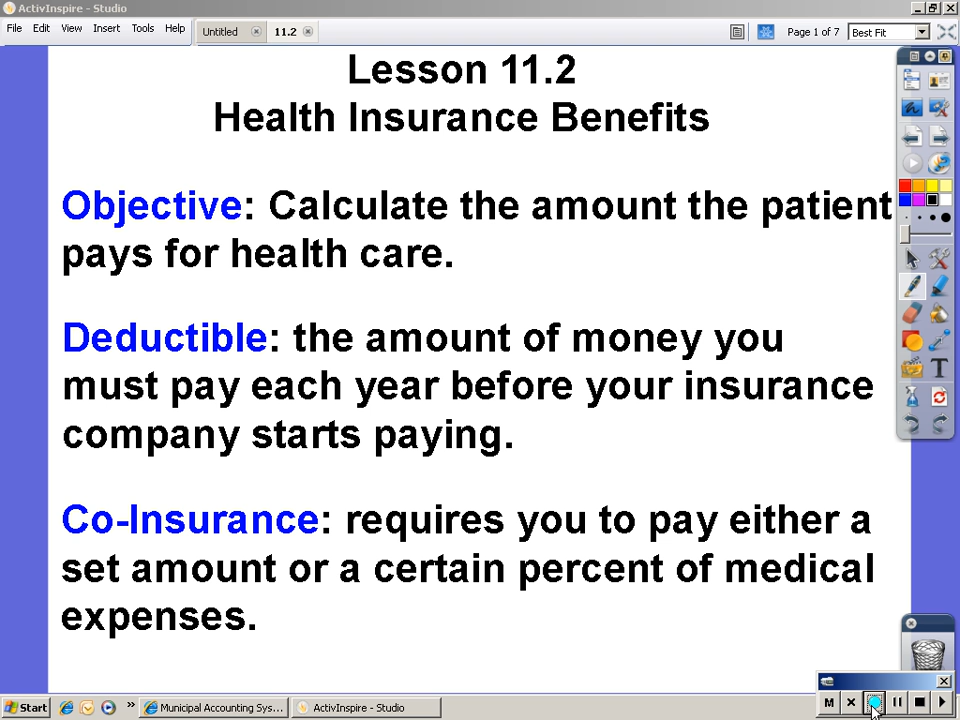 ActivInspire - Studio
File Edit View Insert Tools Help
Untitled 11.2 Page 1 of 7 Best Fit
Lesson 11.2
Health Insurance Benefits
Objective: Calculate the amount the patient
pays for health care.
Deductible: the amount of money you
must pay each year before your insurance
company starts paying.
Co-Insurance: requires you to pay either a
set amount or a certain percent of medical
expenses.
M
Start Municipal Accounting Sys... ActivInspire - Studio